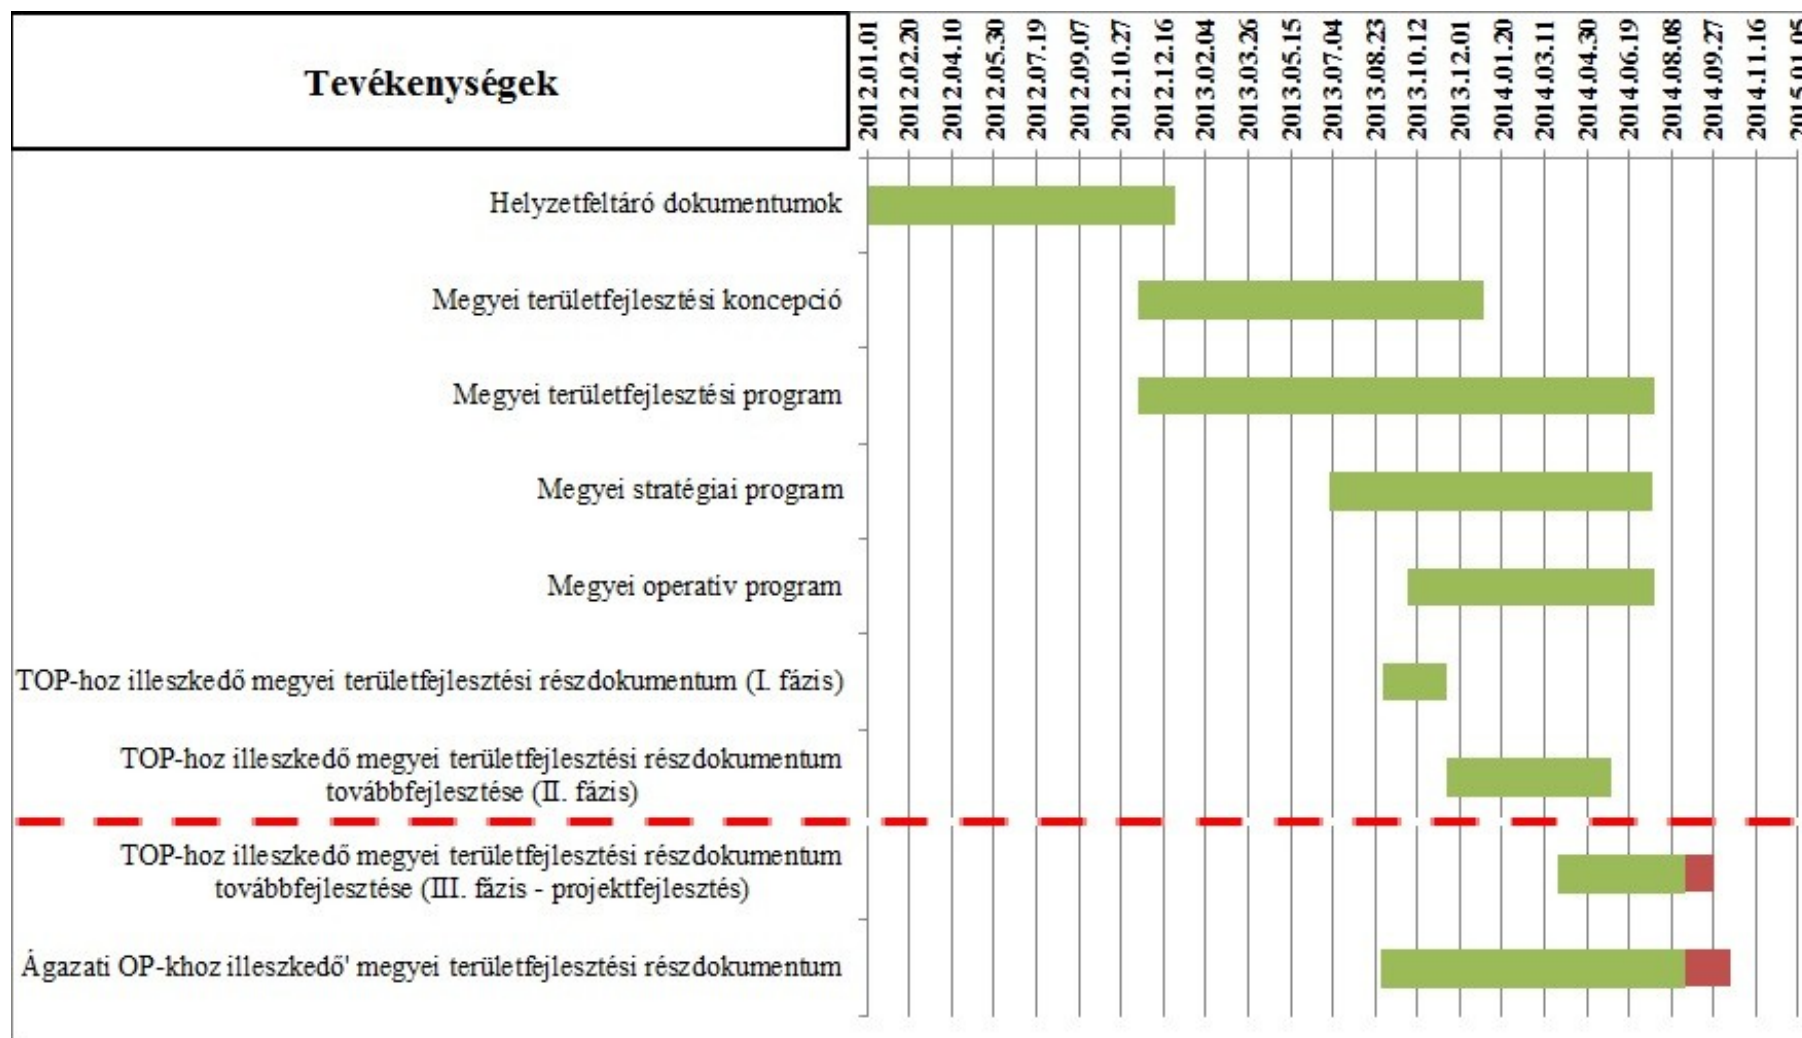 Tevékenységek
2012.01.01
2012.02.20
2012.04.10
2012.05.30
2012.07.19
2012.09.07
2012.10.27
2012.12.16
2013.02.04
2013.03.26
2013.05.15
2013.07.04
2013.08.23
2013.10.12
2013.12.01
2014.01.20
2014.03.11
2014.04.30
2014.06.19
2014.08.08
2014.09.27
2014.11.16
2015.01.05
Helyzetfeltáró dokumentumok
Megyei területfejlesztési koncepció
Megyei területfejlesztési program
Megyei stratégiai program
Megyei operatív program
TOP-hoz illeszkedő megyei területfejlesztési részdokumentum (I. fázis)
TOP-hoz illeszkedő megyei területfejlesztési részdokumentum
továbbfejlesztése (II. fázis)
TOP-hoz illeszkedő megyei területfejlesztési részdokumentum
továbbfejlesztése (III. fázis - projektfejlesztés)
Ágazati OP-khoz illeszkedő' megyei területfejlesztési részdokumentum